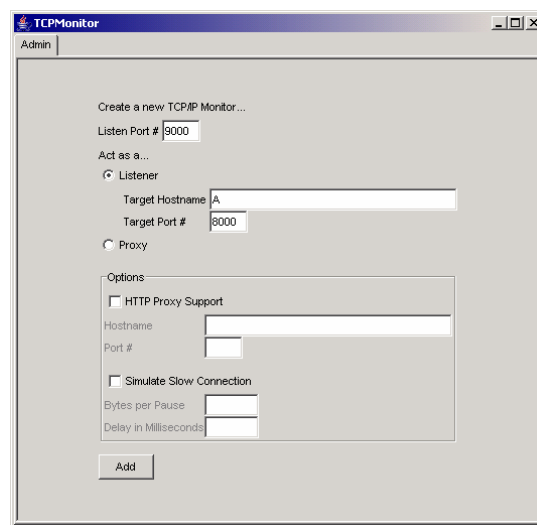 TCPMonitor
Admin
Create a new TCP/IP Monitor...
Listen Port # 9000
Act as a...
Listener
Target Hostname A
Target Port # 8000
Proxy
Options
HTTP Proxy Support
Hostname
Port #
Simulate Slow Connection
Bytes per Pause
Delay in Milliseconds
Add